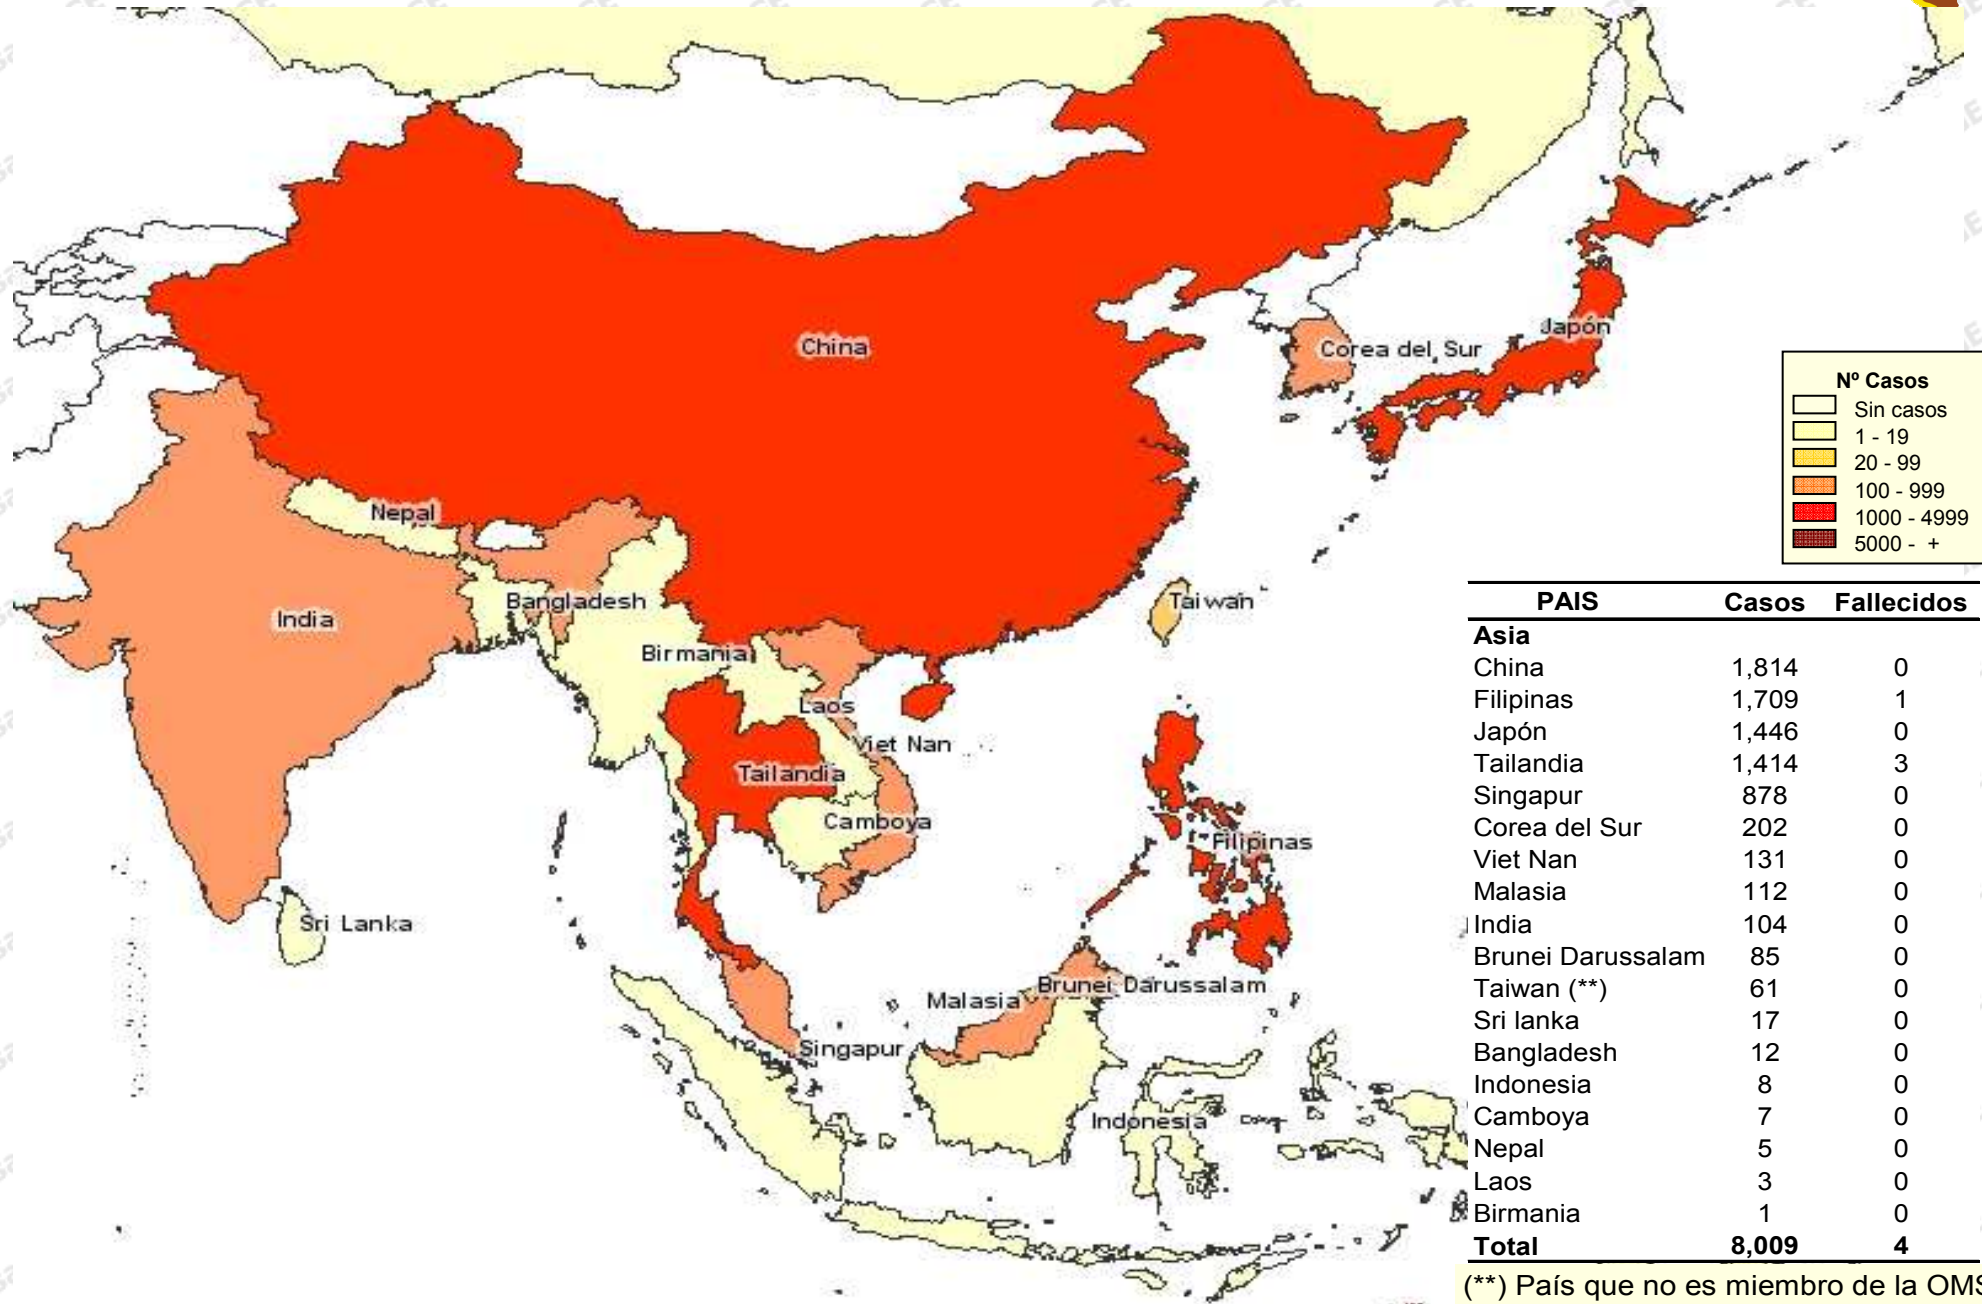 China
Corea del Sur
Japón
Nepal
India
Bangladesh
Birmania
Taiwan
Laos
Viet Nan
Tailandia
Camboya
Filipinas
Sri Lanka
Malasia
Brunei Darussalam
Singapur
Indonesia
Nº Casos
Sin casos
1 - 19
20 - 99
100 - 999
1000 - 4999
5000 - +
PAIS Casos Fallecidos
Asia
China 1,814 0
Filipinas 1,709 1
Japón 1,446 0
Tailandia 1,414 3
Singapur 878 0
Corea del Sur 202 0
Viet Nan 131 0
Malasia 112 0
India 104 0
Brunei Darussalam 85 0
Taiwan (**) 61 0
Sri lanka 17 0
Bangladesh 12 0
Indonesia 8 0
Camboya 7 0
Nepal 5 0
Laos 3 0
Birmania 1 0
Total 8,009 4
(**) País que no es miembro de la OMS